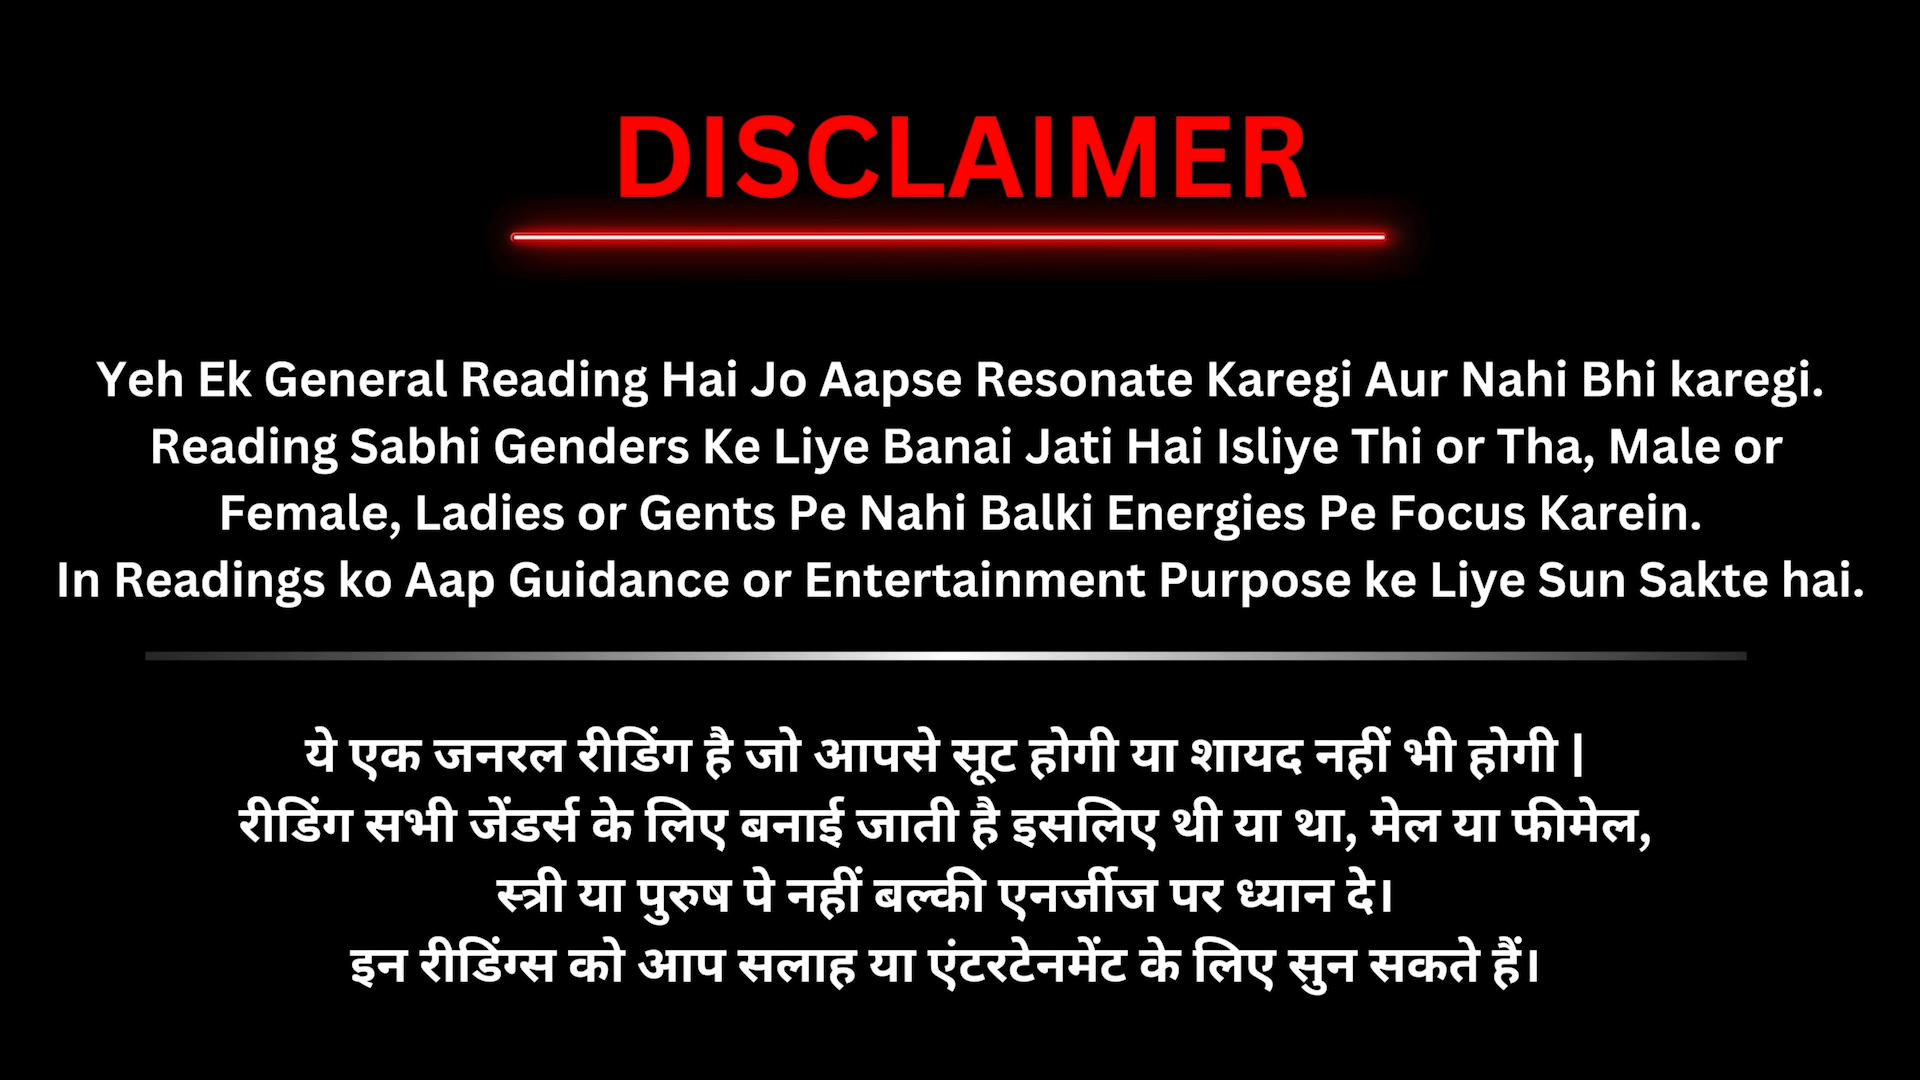 DISCLAIMER
Yeh Ek General Reading Hai Jo Aapse Resonate Karegi Aur Nahi Bhi karegi.
Reading Sabhi Genders Ke Liye Banai Jati Hai Isliye Thi or Tha, Male or
Female, Ladies or Gents Pe Nahi Balki Energies Pe Focus Karein.
In Readings ko Aap Guidance or Entertainment Purpose ke Liye Sun Sakte hai.
ये एक जनरल रीडिंग है जो आपसे सूट होगी या शायद नहीं भी होगी |
रीडिंग सभी जेंडर्स के लिए बनाई जाती है इसलिए थी या था, मेल या फीमेल,
स्त्री या पुरुष पे नहीं बल्की एनर्जीज पर ध्यान दे।
इन रीडिंग्स को आप सलाह या एंटरटेनमेंट के लिए सुन सकते हैं।